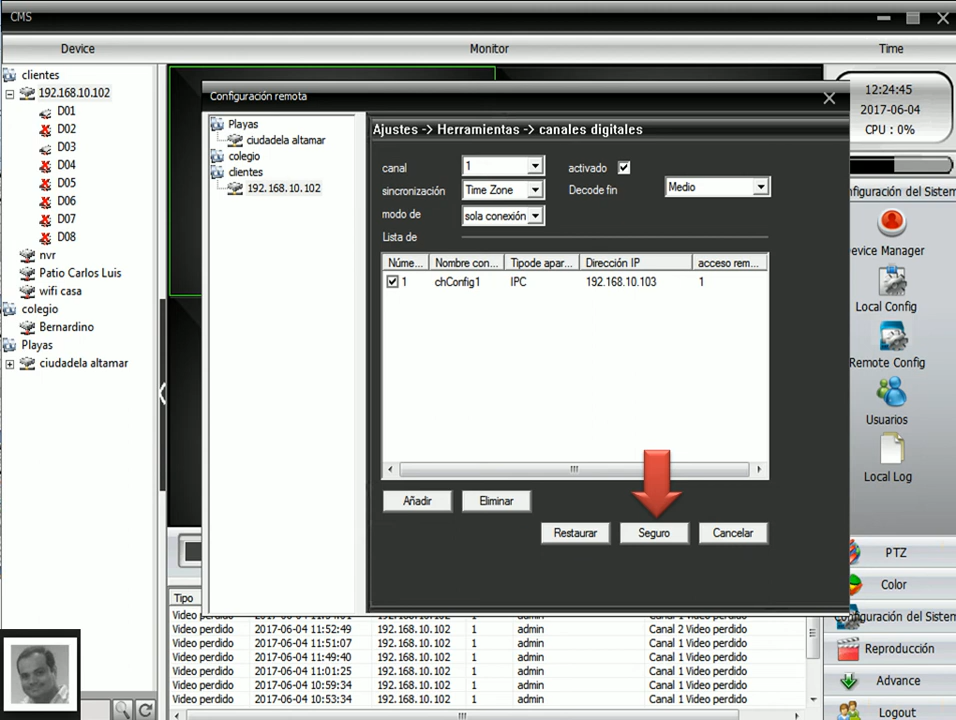 CMS
Device
Monitor
Time
clientes
192.168.10.102
D01
D02
D03
D04
D05
D06
D07
D08
nvr
Patio Carlos Luis
wifi casa
colegio
Bernardino
Playas
ciudadela altamar
Configuración remota
Playas
ciudadela altamar
colegio
clientes
192.168.10.102
Ajustes -> Herramientas -> canales digitales
canal
1
activado
sincronización
Time Zone
Decode fin
Medio
modo de
sola conexión
Lista de
Núme... Nombre con... Tipode apar... Dirección IP acceso rem...
1 chConfig1 IPC 192.168.10.103 1
Añadir
Eliminar
Restaurar
Seguro
Cancelar
12:24:45
2017-06-04
CPU : 0%
nfiguración del Sistem
evice Manager
Local Config
Remote Config
Usuarios
Local Log
PTZ
Color
onfiguración del Sistem
Reproducción
Advance
Logout
Tipo
Video perdido 192.168.10.102 1 admin Canal 1 Video perdido
Video perdido 2017-06-04 11:52:49 192.168.10.102 1 admin Canal 2 Video perdido
Video perdido 2017-06-04 11:51:07 192.168.10.102 1 admin Canal 1 Video perdido
Video perdido 2017-06-04 11:49:40 192.168.10.102 1 admin Canal 1 Video perdido
Video perdido 2017-06-04 11:01:25 192.168.10.102 1 admin Canal 1 Video perdido
Video perdido 2017-06-04 10:59:34 192.168.10.102 1 admin Canal 1 Video perdido
Video perdido 2017-06-04 10:53:34 192.168.10.102 1 admin Canal 1 Video perdido